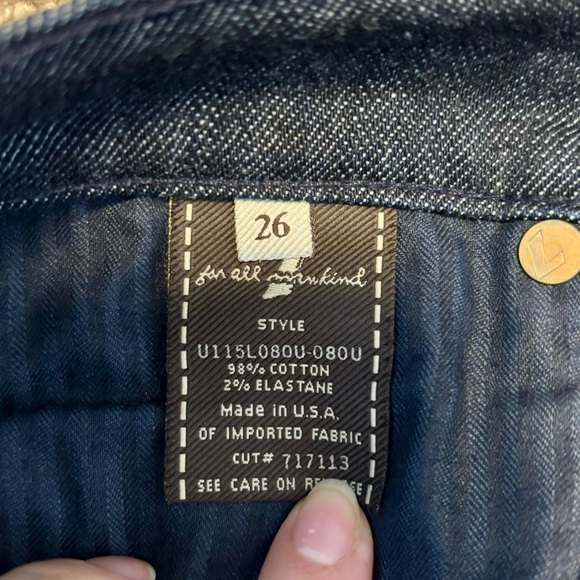 26
for all mankind
STYLE
U115L080U-080U
98% COTTON
2% ELASTANE
Made in U.S.A.
OF IMPORTED FABRIC
CUT# 717113
SEE CARE ON
7